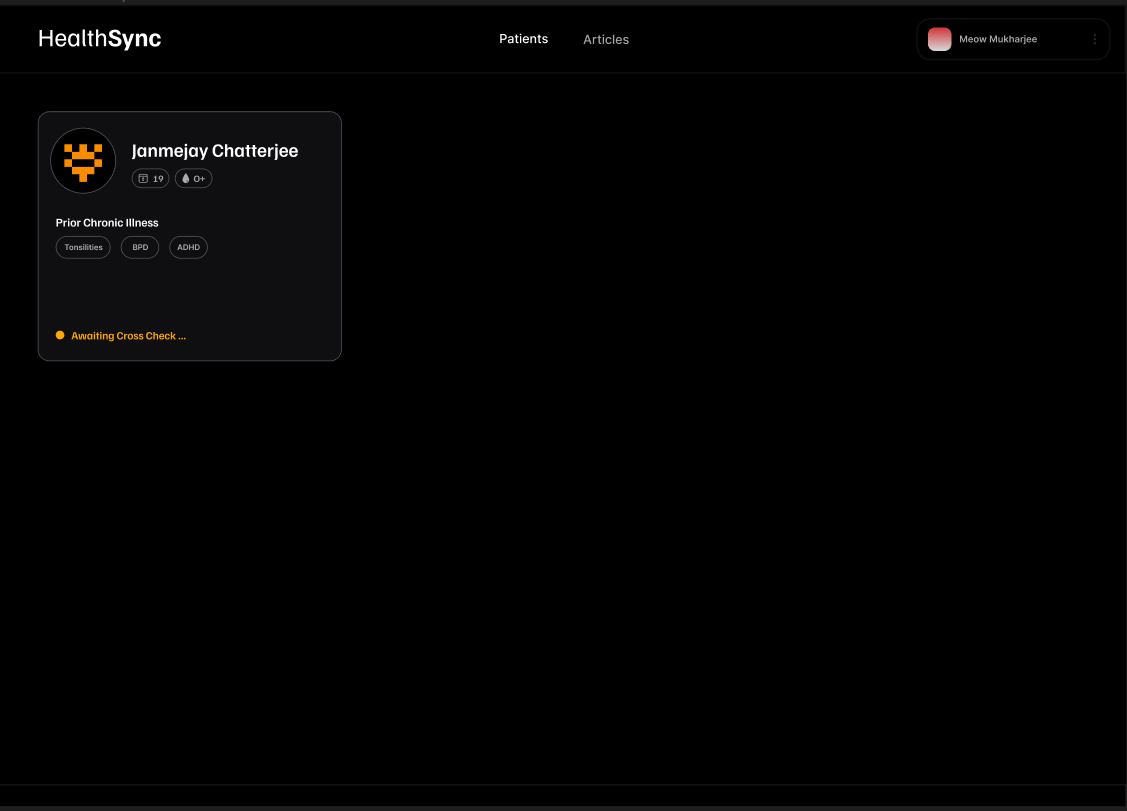 HealthSync
Patients
Articles
Meow Mukharjee
Janmejay Chatterjee
19
O+
Prior Chronic Illness
Tonsilities
BPD
ADHD
Awaiting Cross Check ...